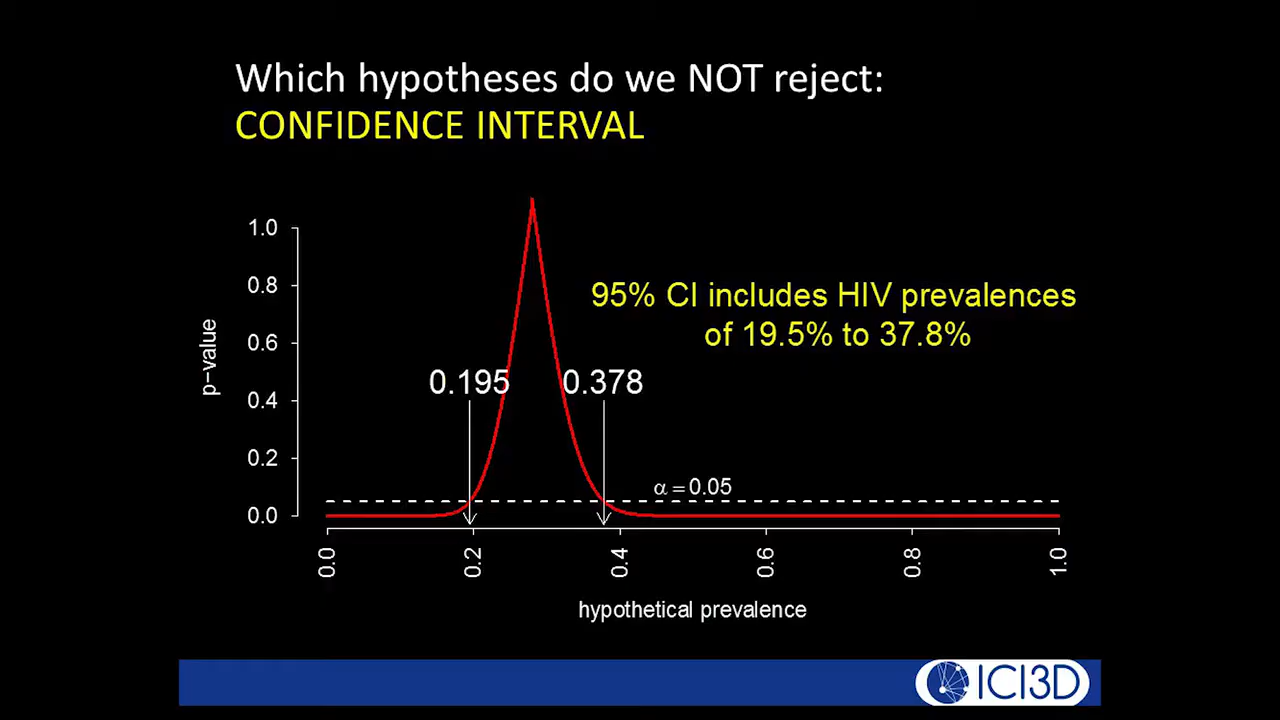 Which hypotheses do we NOT reject:
CONFIDENCE INTERVAL
95% CI includes HIV prevalences
of 19.5% to 37.8%
0.195
0.378
α = 0.05
p-value
1.0
0.8
0.6
0.4
0.2
0.0
0.0
0.2
0.4
0.6
0.8
1.0
hypothetical prevalence
ICI3D